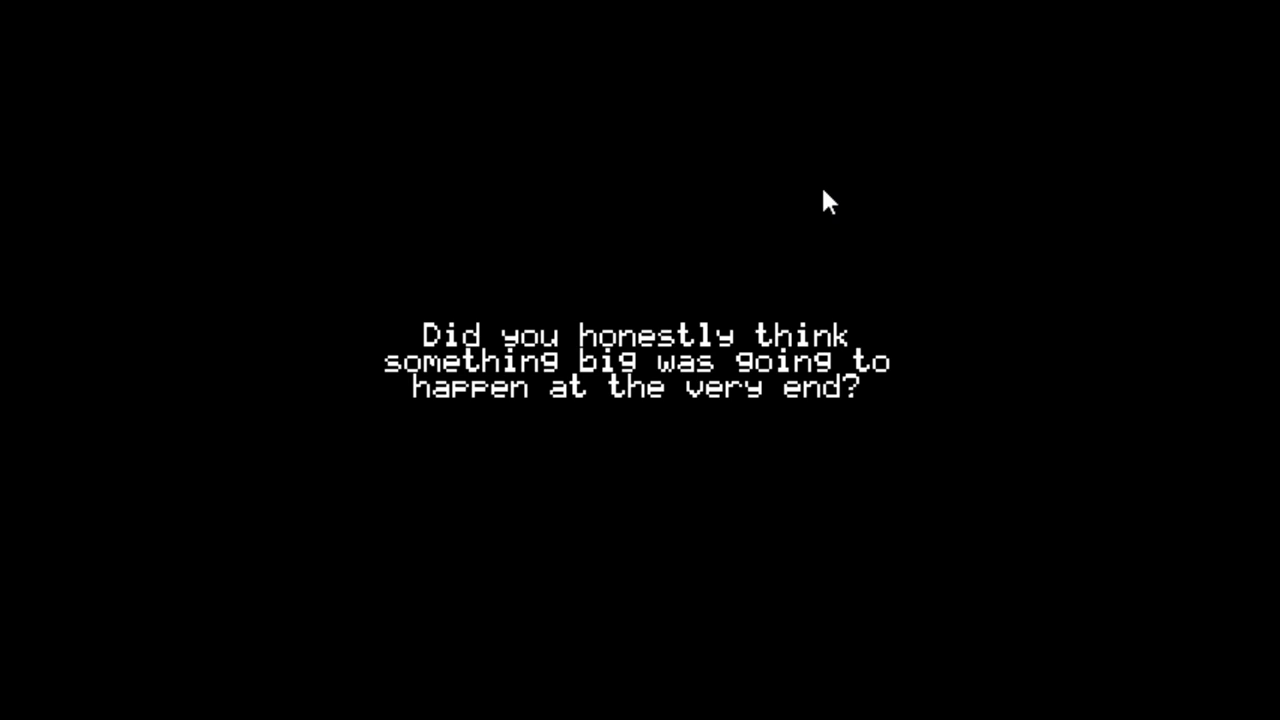 Did you honestly think
something big was going to
happen at the very end?